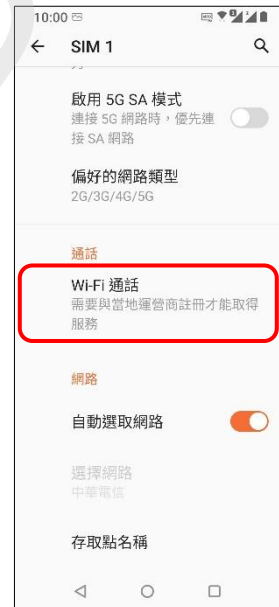 10:00
SIM 1
啟用 5G SA 模式
連接 5G 網路時，優先連
接 SA 網路
偏好的網路類型
2G/3G/4G/5G
通話
Wi-Fi 通話
需要與當地運營商註冊才能取得
服務
網路
自動選取網路
選擇網路
中華電信
存取點名稱